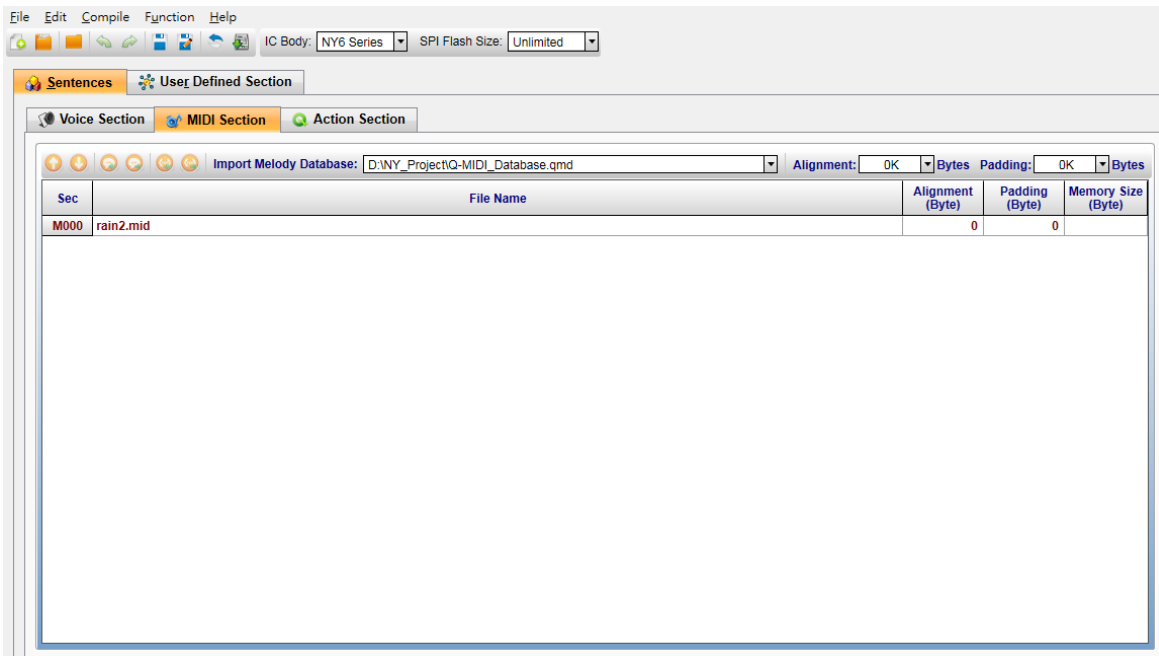 File Edit Compile Function Help
IC Body: NY6 Series SPI Flash Size: Unlimited
Sentences User Defined Section
Voice Section MIDI Section Action Section
Import Melody Database: D:\NY_Project\Q-MIDI_Database.qmd Alignment: 0K Bytes Padding: 0K Bytes
Sec File Name Alignment (Byte) Padding (Byte) Memory Size (Byte)
M000 rain2.mid 0 0